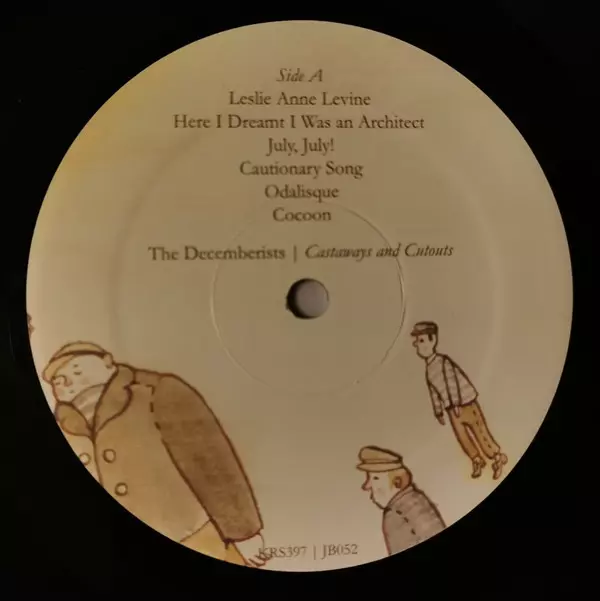 Side A
Leslie Anne Levine
Here I Dreamt I Was an Architect
July, July!
Cautionary Song
Odalisque
Cocoon
The Decemberists | Castaways and Cutouts
KRS397 | JB052